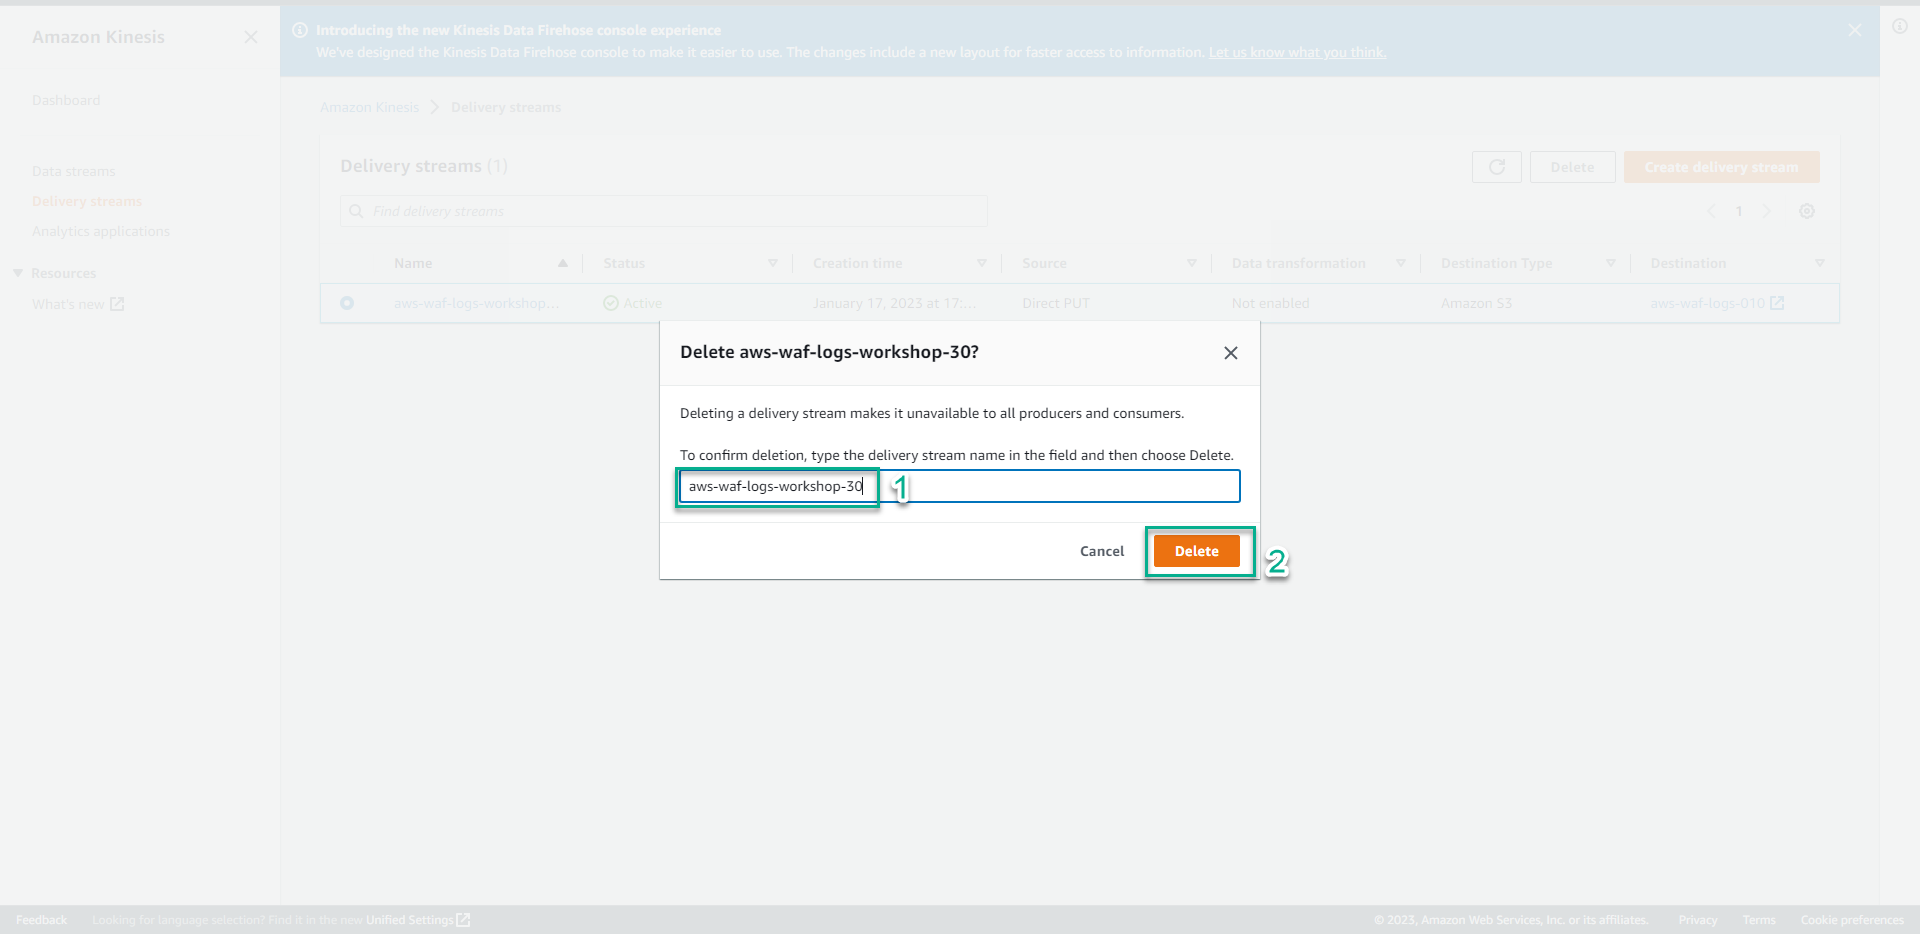 Amazon Kinesis
Dashboard
Data streams
Delivery streams
Analytics applications
Resources
What's new
Introducing the new Kinesis Data Firehose console experience
We've designed the Kinesis Data Firehose console to make it easier to use. The changes include a new layout for faster access to information. Let us know what you think.
Amazon Kinesis > Delivery streams
Delivery streams (1)
Delete
Create delivery stream
Find delivery streams
1
Name Status Creation time Source Data transformation Destination Type Destination
aws-waf-logs-workshop... Active January 17, 2023 at 17:... Direct PUT Not enabled Amazon S3 aws-waf-logs-010
Delete aws-waf-logs-workshop-30?
Deleting a delivery stream makes it unavailable to all producers and consumers.
To confirm deletion, type the delivery stream name in the field and then choose Delete.
aws-waf-logs-workshop-30 1
Cancel Delete 2
Feedback Looking for language selection? Find it in the new Unified Settings © 2023, Amazon Web Services, Inc. or its affiliates. Privacy Terms Cookie preferences